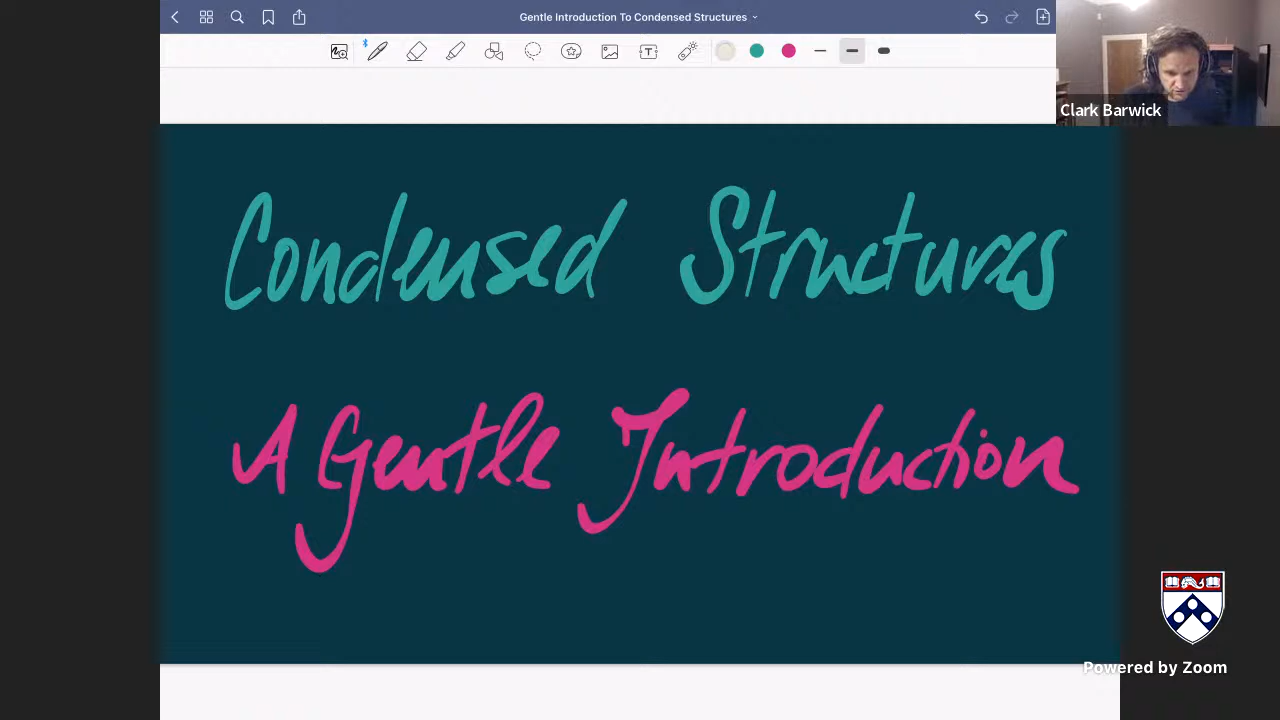 Gentle Introduction To Condensed Structures
Clark Barwick
Condensed Structures
A Gentle Introduction
Powered by Zoom